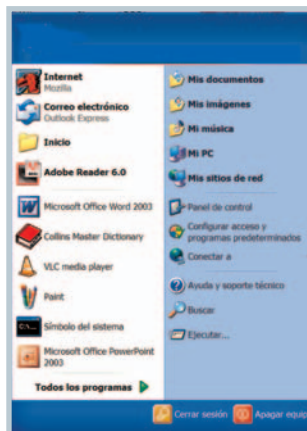 Internet
Mozilla
Correo electrónico
Outlook Express
Inicio
Adobe Reader 6.0
Microsoft Office Word 2003
Collins Master Dictionary
VLC media player
Paint
Símbolo del sistema
Microsoft Office PowerPoint
2003
Todos los programas
Mis documentos
Mis imágenes
Mi música
Mi PC
Mis sitios de red
Panel de control
Configurar acceso y
programas predeterminados
Conectar a
Ayuda y soporte técnico
Buscar
Ejecutar...
Cerrar sesión
Apagar equip